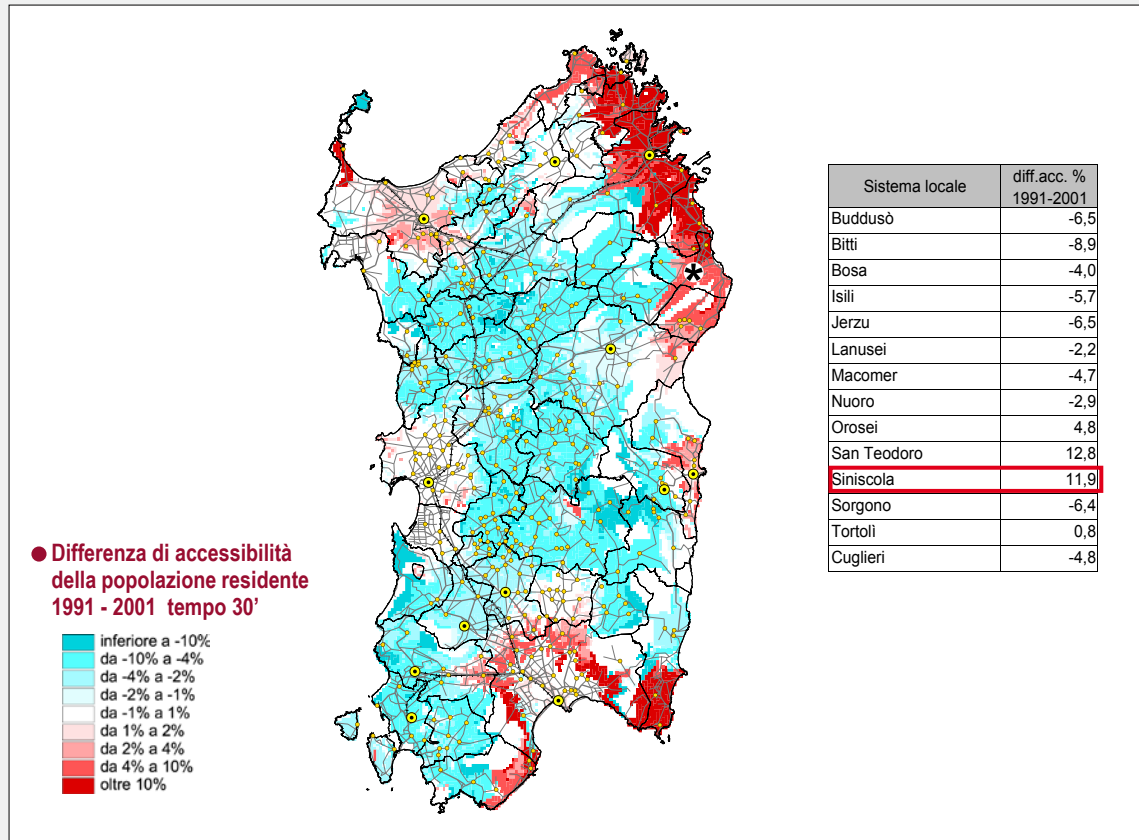 Sistema locale diff.acc. % 1991-2001
Buddusò -6,5
Bitti -8,9
Bosa -4,0
Isili -5,7
Jerzu -6,5
Lanusei -2,2
Macomer -4,7
Nuoro -2,9
Orosei 4,8
San Teodoro 12,8
Siniscola 11,9
Sorgono -6,4
Tortolì 0,8
Cuglieri -4,8
*
Differenza di accessibilità
della popolazione residente
1991 - 2001 tempo 30’
inferiore a -10%
da -10% a -4%
da -4% a -2%
da -2% a -1%
da -1% a 1%
da 1% a 2%
da 2% a 4%
da 4% a 10%
oltre 10%